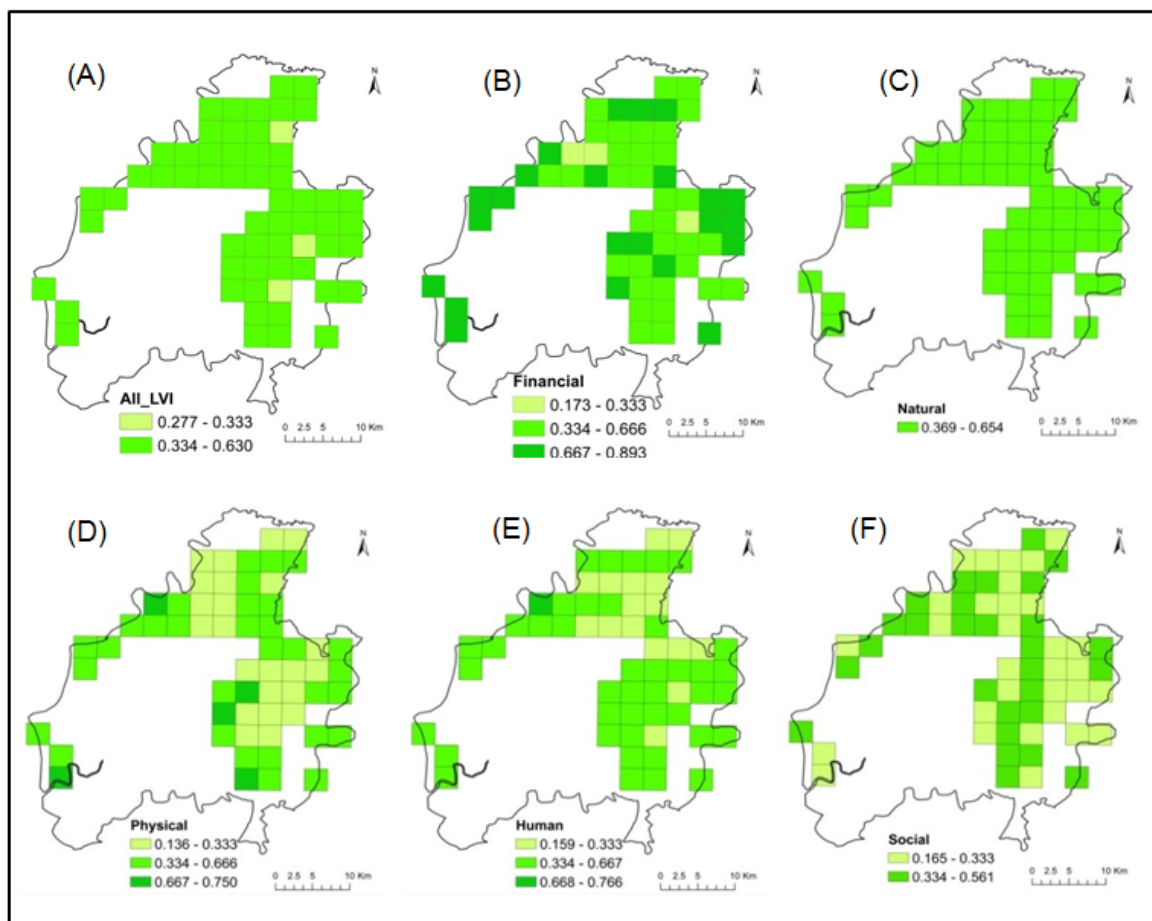 (A)
N
All_LVI
0.277 - 0.333
0.334 - 0.630
0 2.5 5 10 Km
(B)
N
Financial
0.173 - 0.333
0.334 - 0.666
0.667 - 0.893
0 2.5 5 10 Km
(C)
N
Natural
0.369 - 0.654
0 2.5 5 10 Km
(D)
N
Physical
0.136 - 0.333
0.334 - 0.666
0.667 - 0.750
0 2.5 5 10 Km
(E)
N
Human
0.159 - 0.333
0.334 - 0.667
0.668 - 0.766
0 2.5 5 10 Km
(F)
N
Social
0.165 - 0.333
0.334 - 0.561
0 2.5 5 10 Km